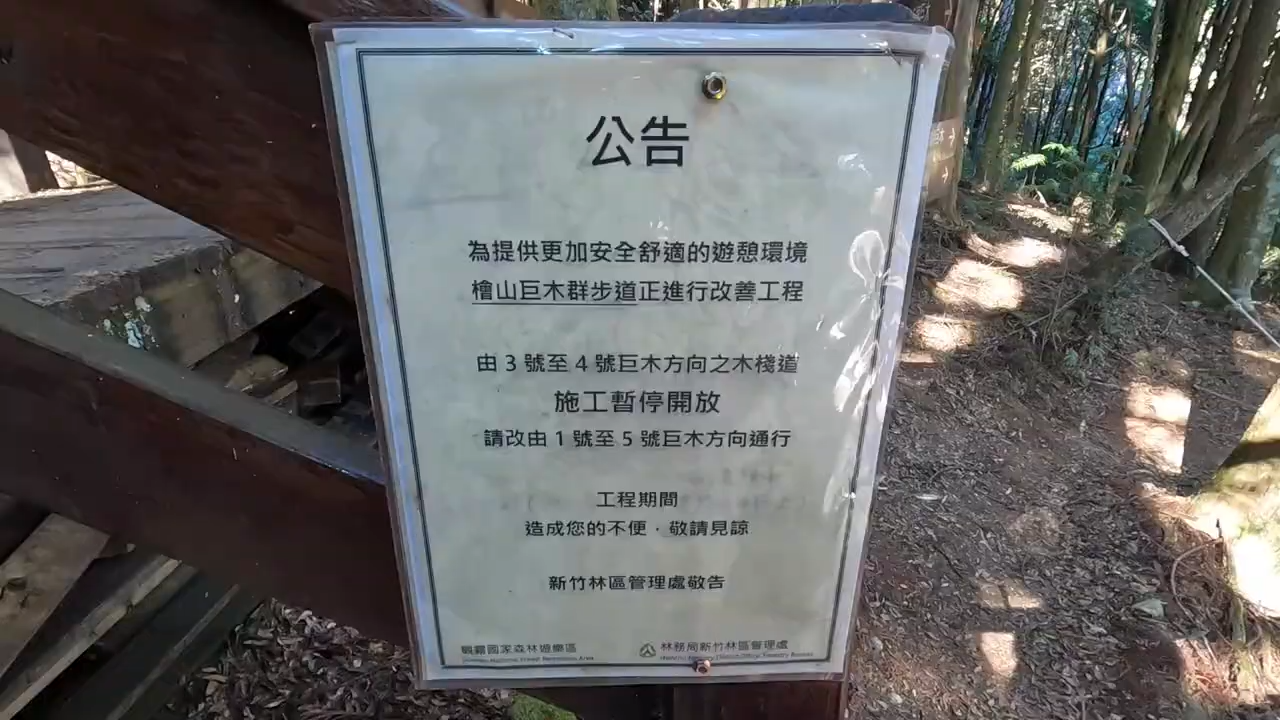 公告
為提供更加安全舒適的遊憩環境
檜山巨木群步道正進行改善工程
由 3 號至 4 號巨木方向之木棧道
施工暫停開放
請改由 1 號至 5 號巨木方向通行
工程期間
造成您的不便．敬請見諒
新竹林區管理處敬告
觀霧國家森林遊樂區
林務局新竹林區管理處